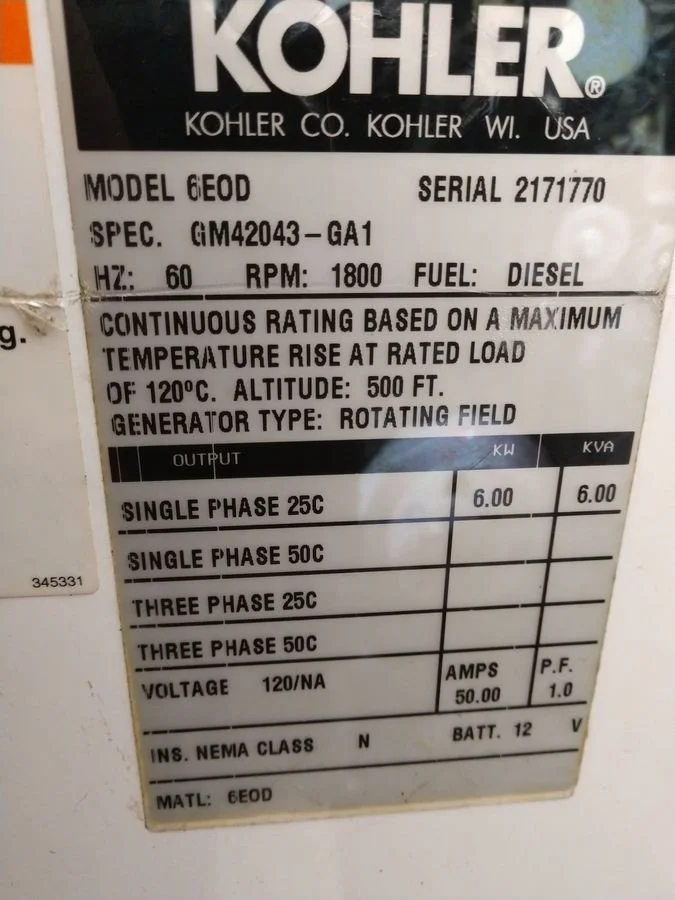 KOHLER®
KOHLER CO. KOHLER WI. USA
MODEL 6EOD SERIAL 2171770
SPEC. GM42043-GA1
HZ: 60 RPM: 1800 FUEL: DIESEL
g.
CONTINUOUS RATING BASED ON A MAXIMUM
TEMPERATURE RISE AT RATED LOAD
OF 120ºC. ALTITUDE: 500 FT.
GENERATOR TYPE: ROTATING FIELD
OUTPUT KW KVA
SINGLE PHASE 25C 6.00 6.00
SINGLE PHASE 50C
345331
THREE PHASE 25C
THREE PHASE 50C
VOLTAGE 120/NA AMPS 50.00 P.F. 1.0
INS. NEMA CLASS N BATT. 12 V
MATL: 6EOD